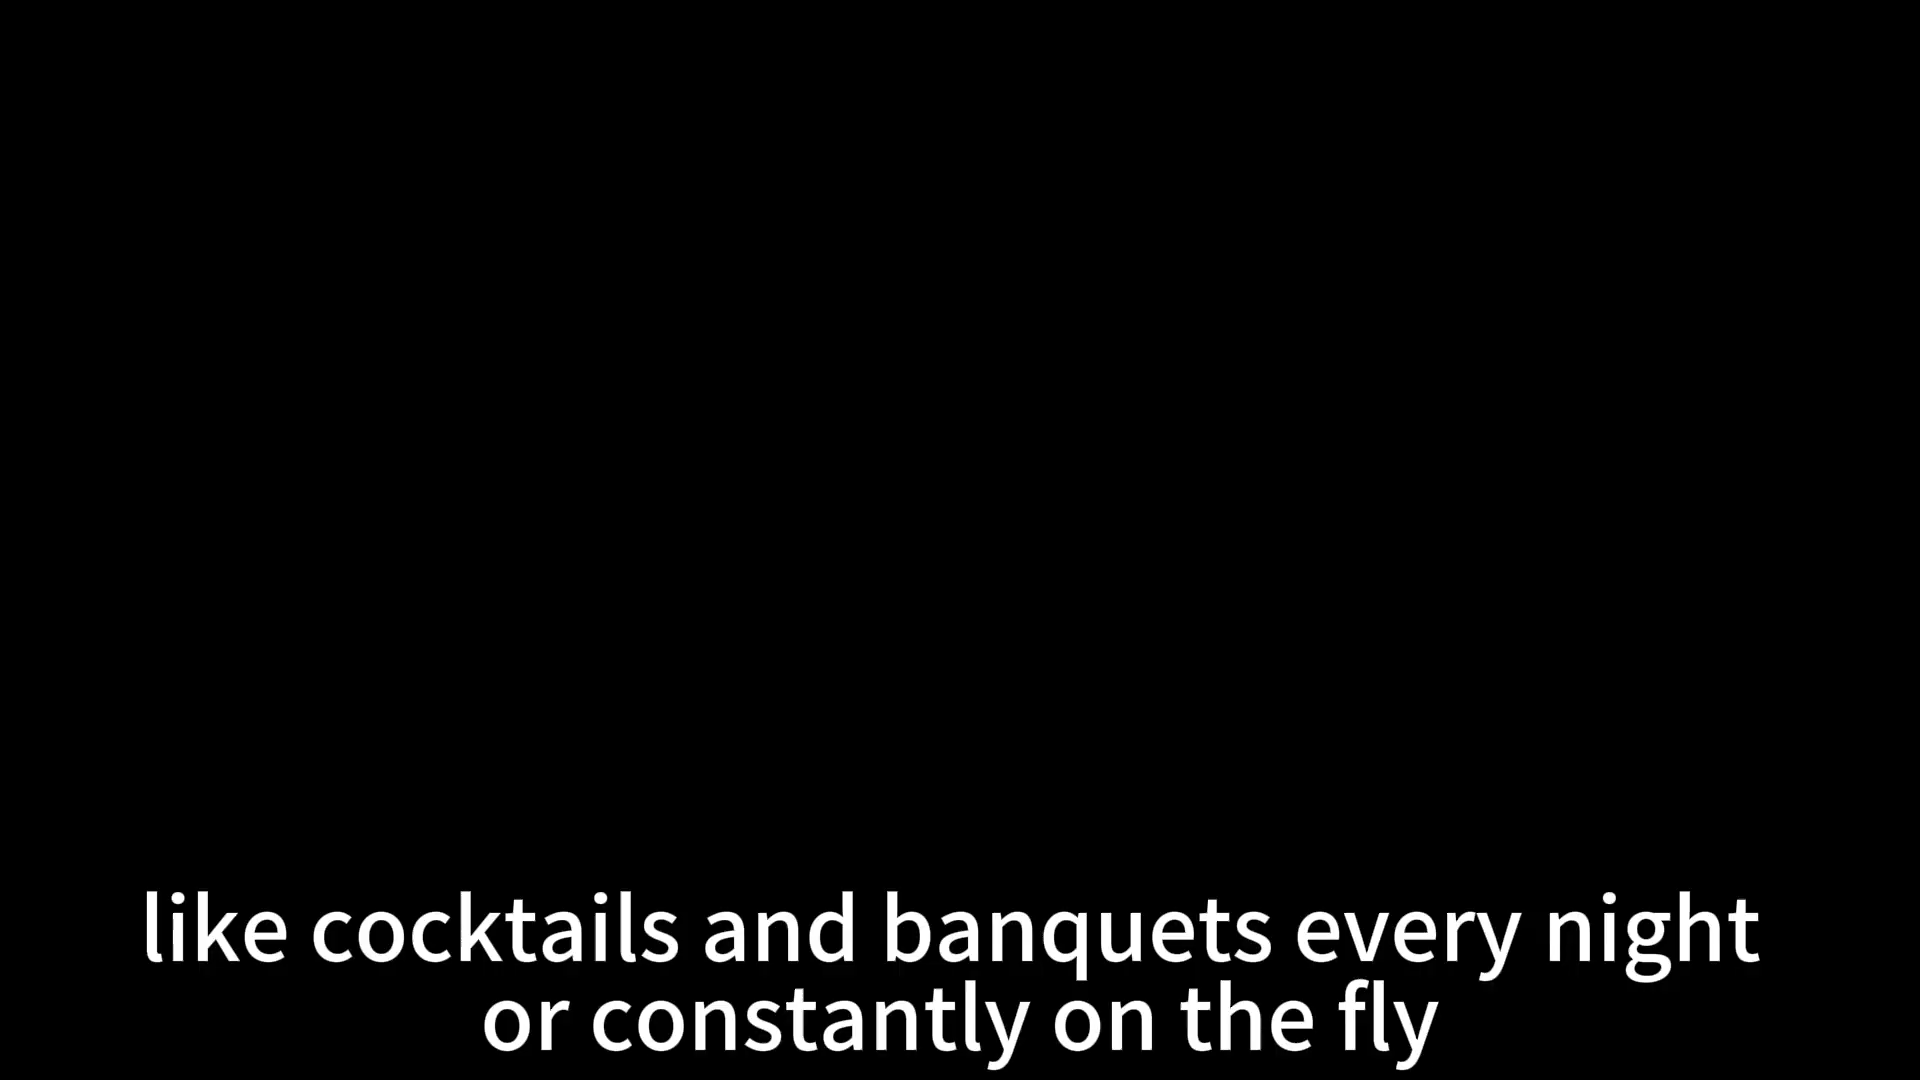 like cocktails and banquets every night
or constantly on the fly